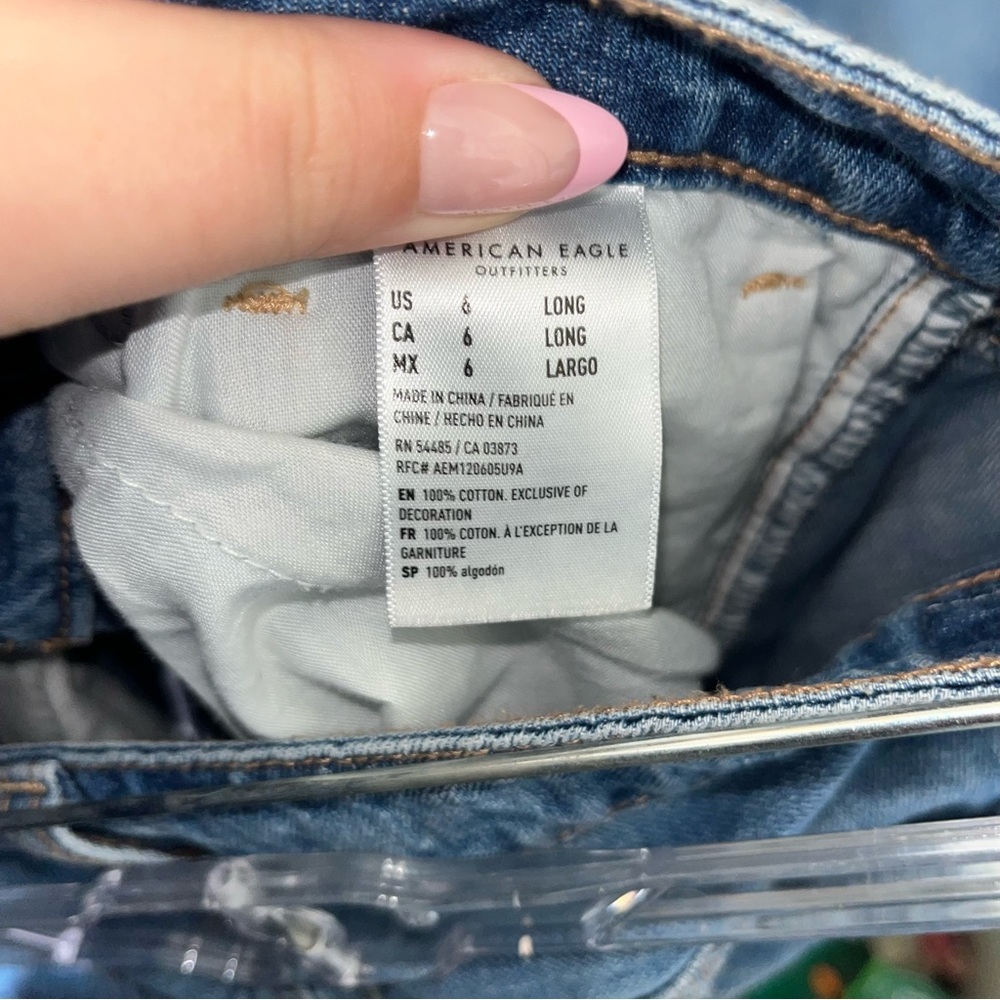 AMERICAN EAGLE
OUTFITTERS
US 6 LONG
CA 6 LONG
MX 6 LARGO
MADE IN CHINA / FABRIQUÉ EN
CHINE / HECHO EN CHINA
RN 54485 / CA 03873
RFC# AEM120605U9A
EN 100% COTTON. EXCLUSIVE OF
DECORATION
FR 100% COTON. À L'EXCEPTION DE LA
GARNITURE
SP 100% algodón